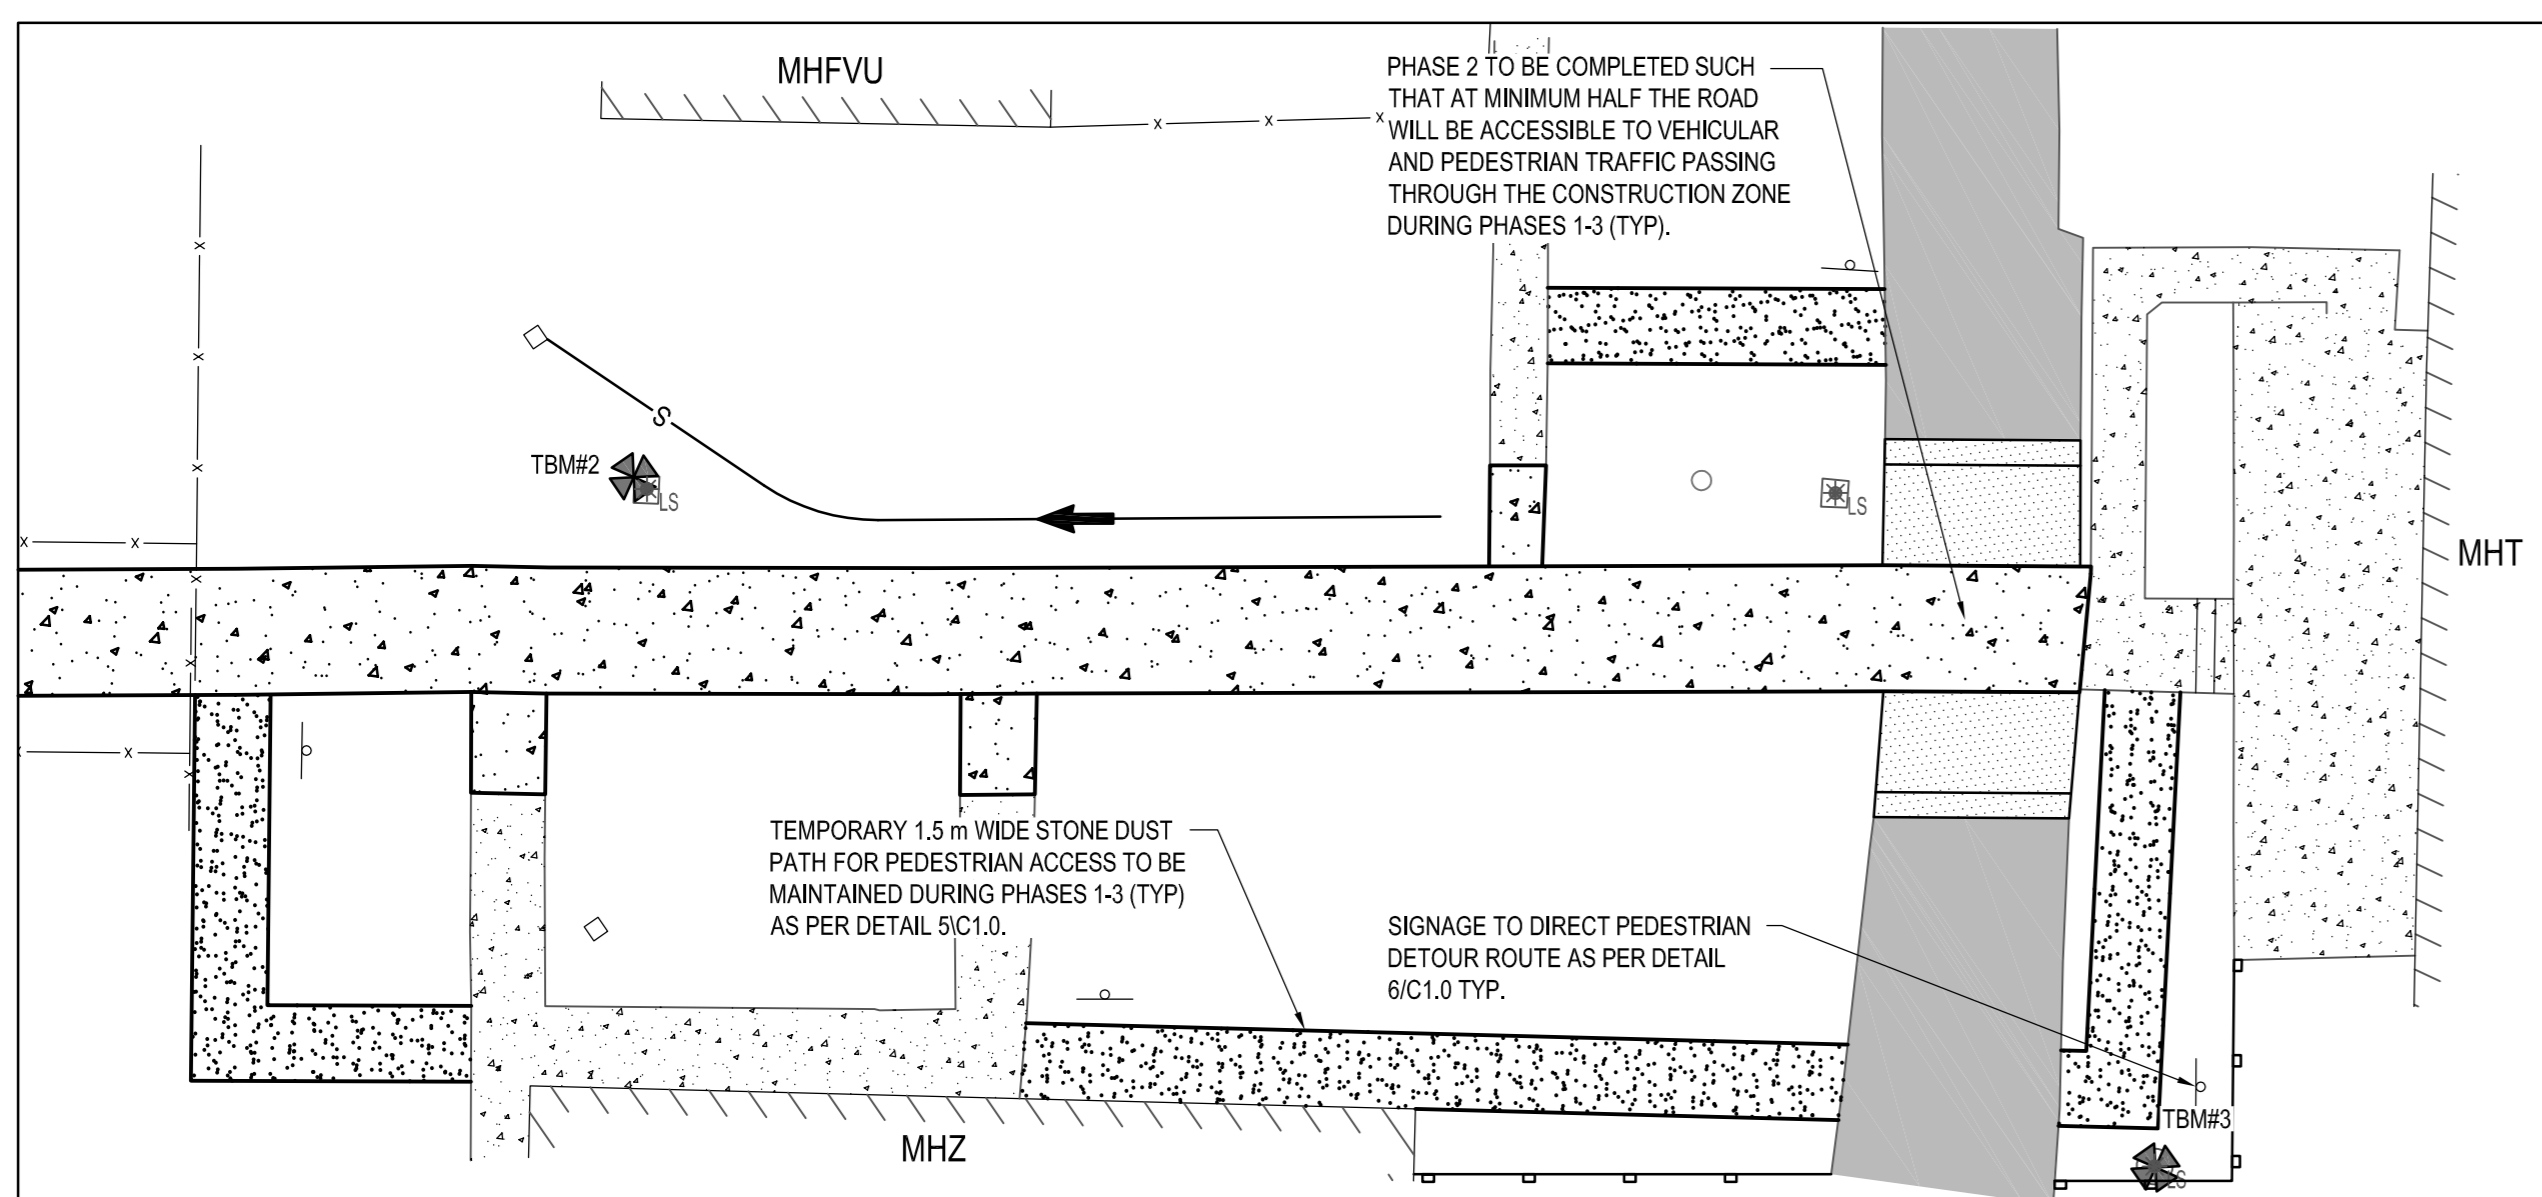 MHFVU
PHASE 2 TO BE COMPLETED SUCH
THAT AT MINIMUM HALF THE ROAD
WILL BE ACCESSIBLE TO VEHICULAR
AND PEDESTRIAN TRAFFIC PASSING
THROUGH THE CONSTRUCTION ZONE
DURING PHASES 1-3 (TYP).
X X X
X
X
X
S
TBM#2
LS
LS
X X
MHT
X
X
X X
X
TEMPORARY 1.5 m WIDE STONE DUST
PATH FOR PEDESTRIAN ACCESS TO BE
MAINTAINED DURING PHASES 1-3 (TYP)
AS PER DETAIL 5\C1.0.
SIGNAGE TO DIRECT PEDESTRIAN
DETOUR ROUTE AS PER DETAIL
6/C1.0 TYP.
TBM#3
MHZ
LS